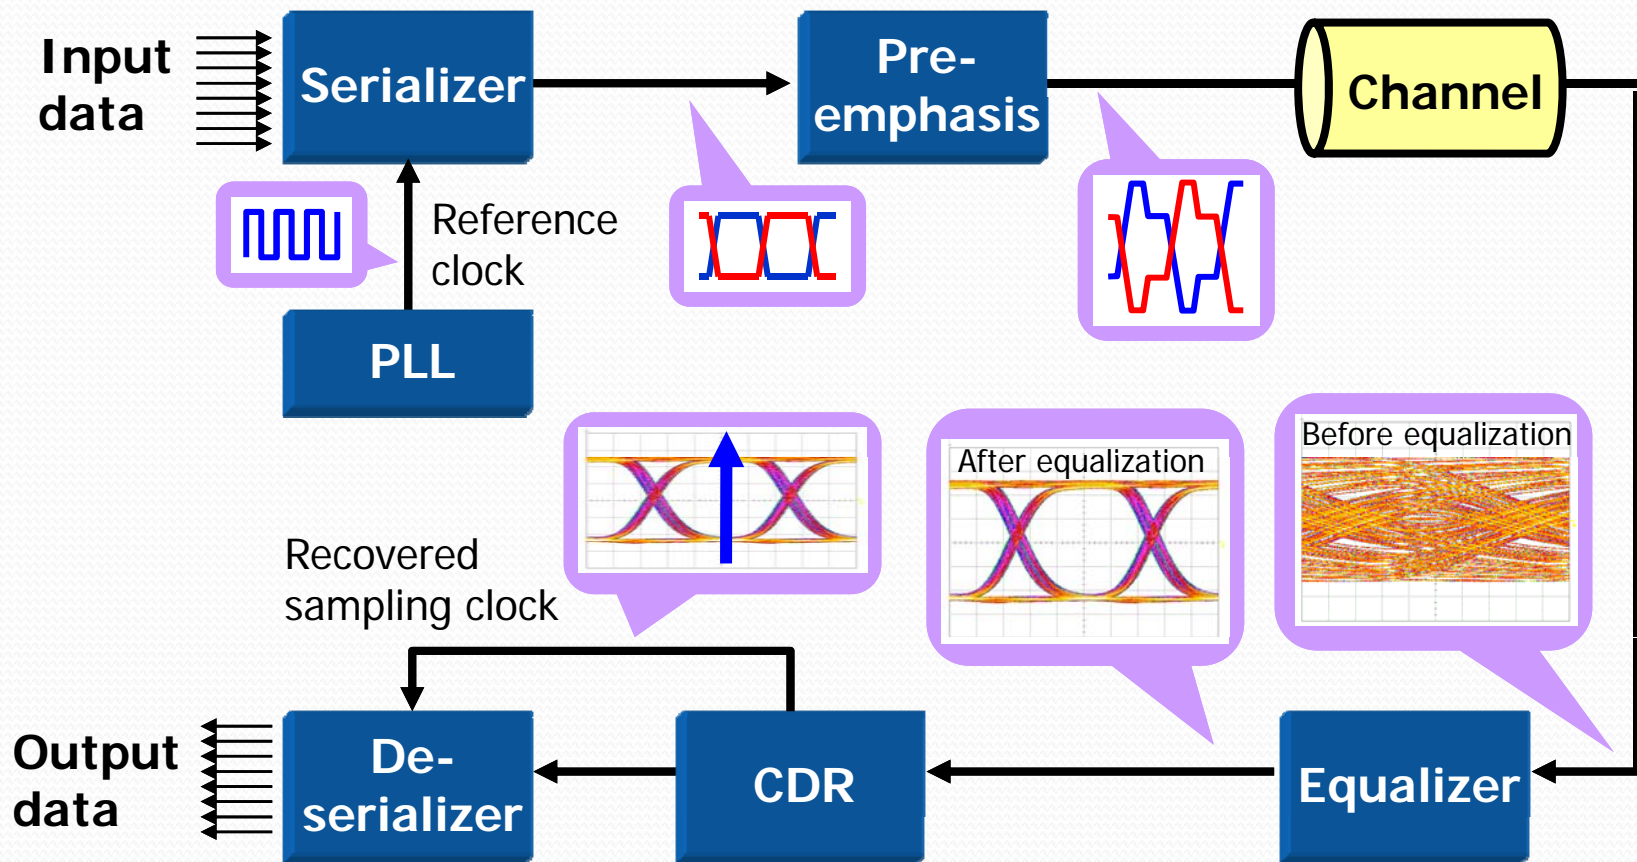 Input
data
Serializer
Pre-
emphasis
Channel
Reference
clock
PLL
Before equalization
After equalization
Recovered
sampling clock
Output
data
De-
serializer
CDR
Equalizer